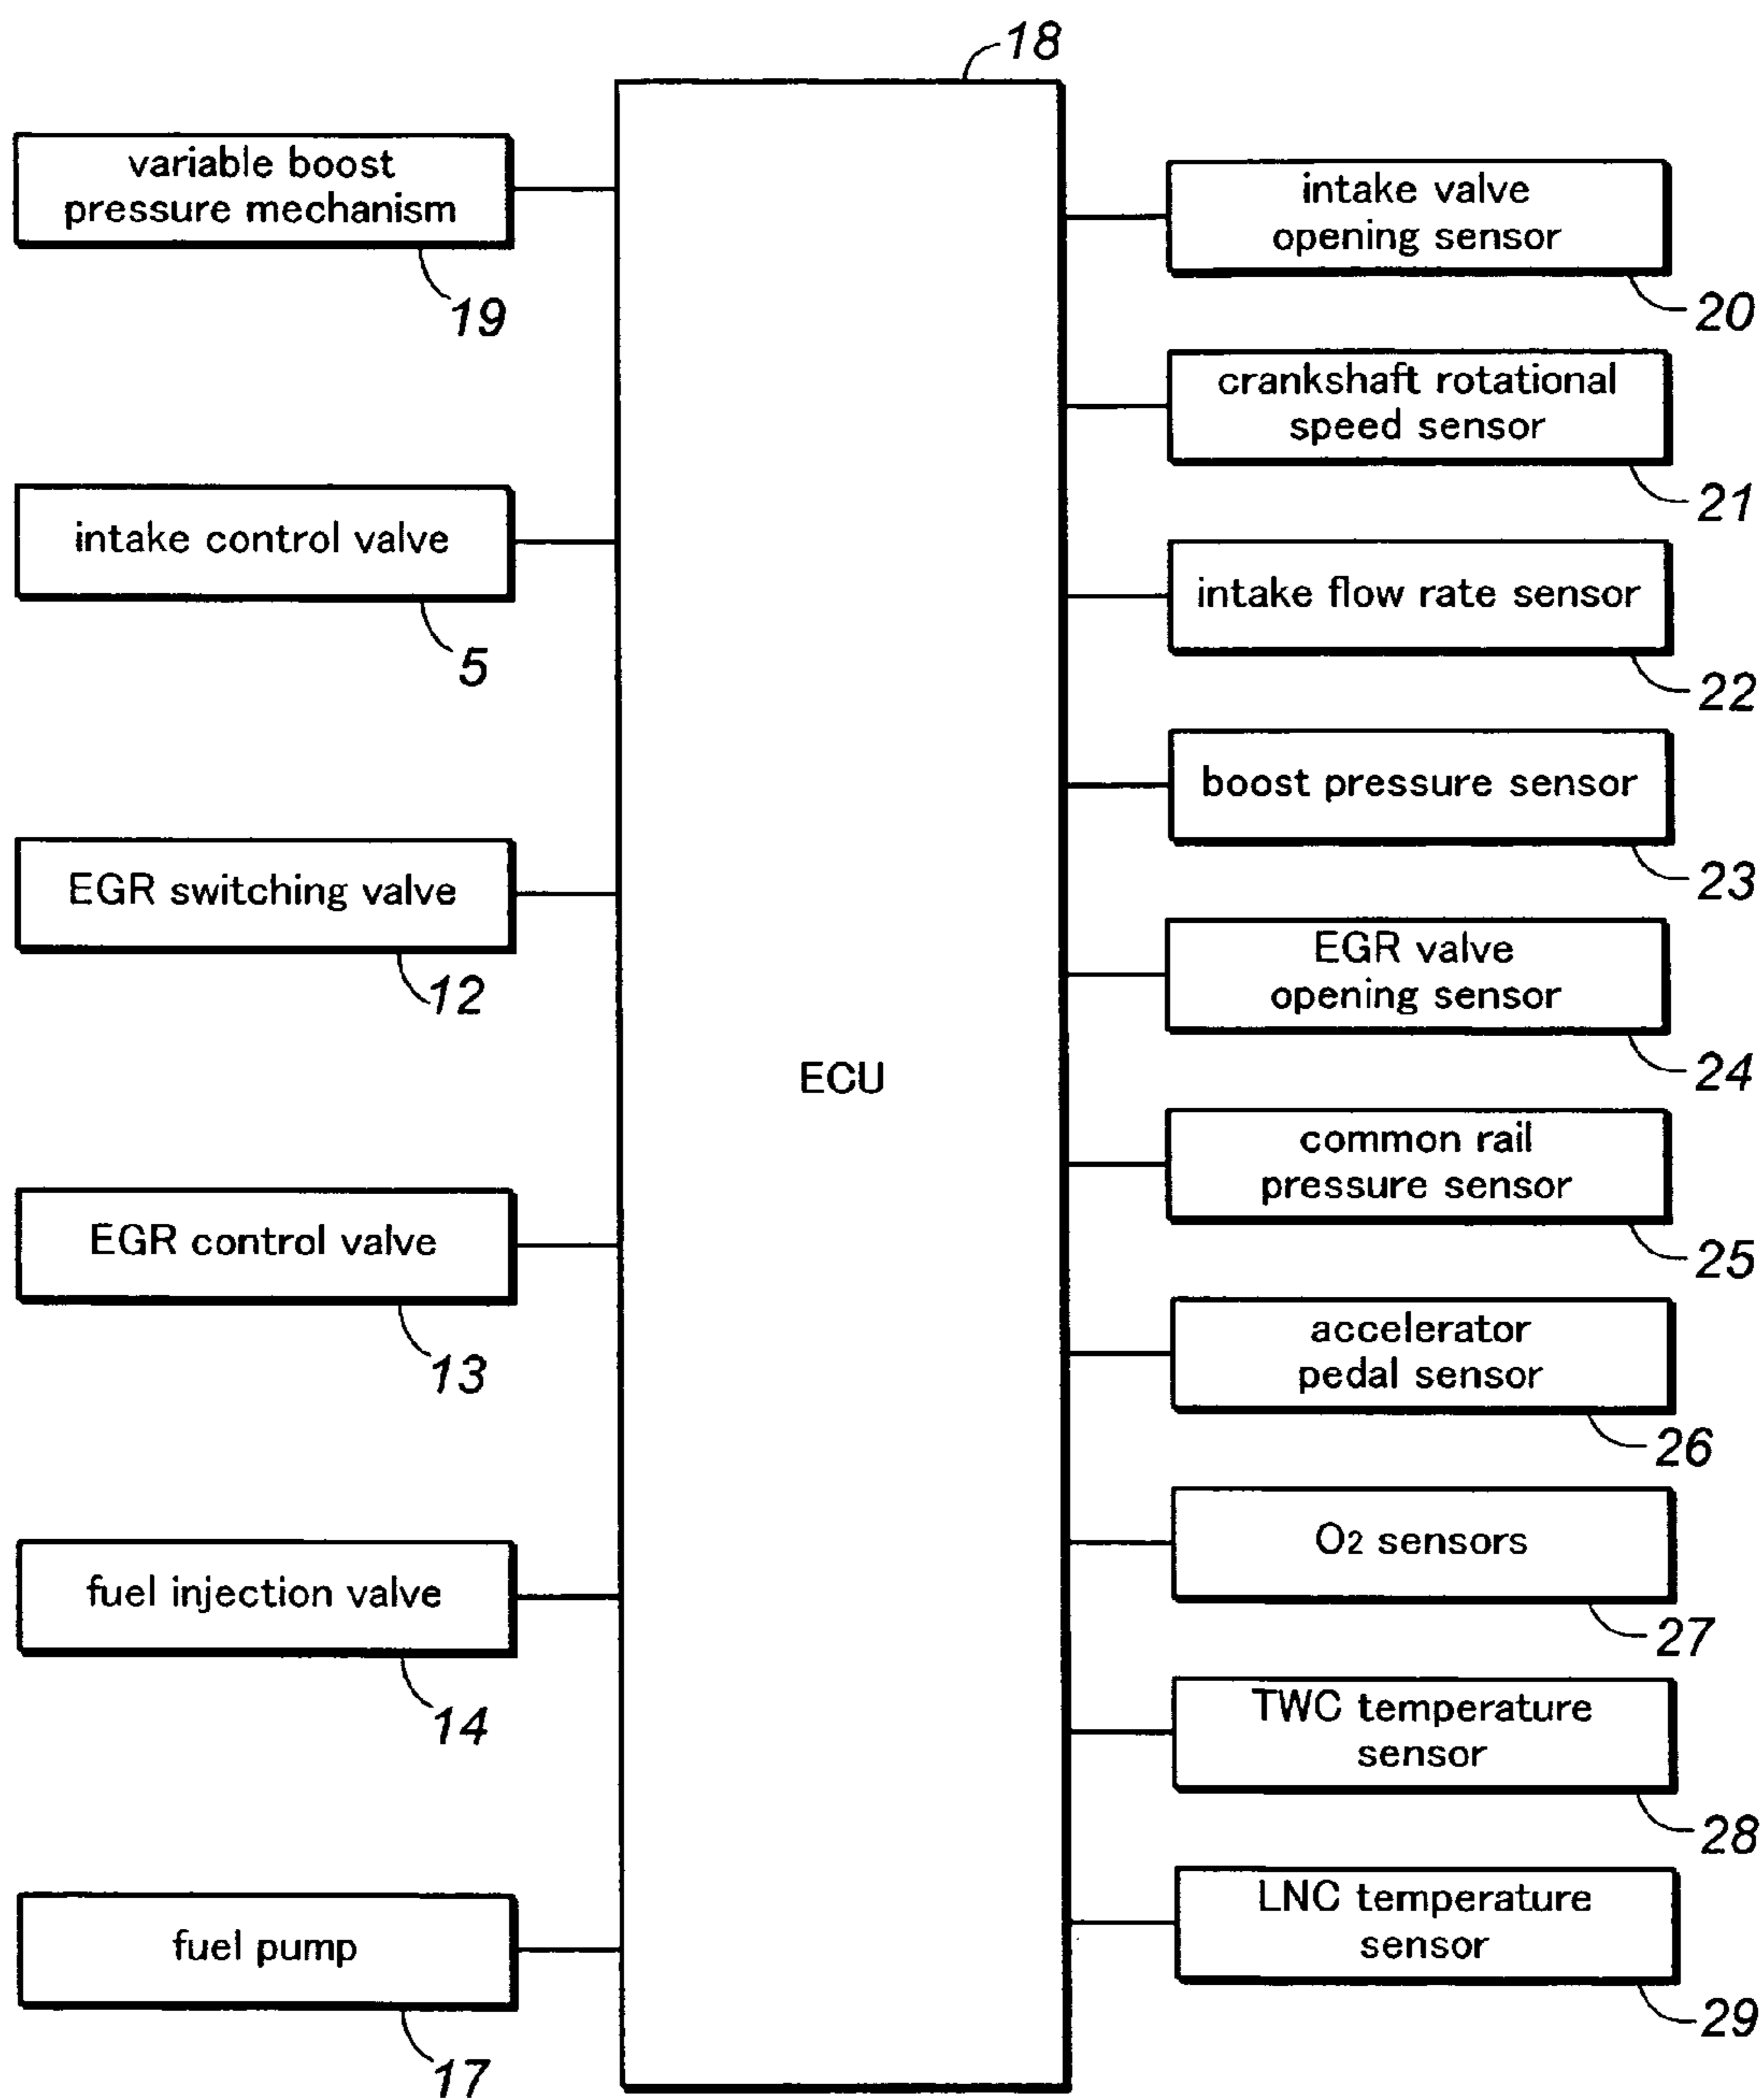 18
variable boost
pressure mechanism
19
intake control valve
5
EGR switching valve
12
EGR control valve
13
fuel injection valve
14
fuel pump
17
ECU
intake valve
opening sensor
20
crankshaft rotational
speed sensor
21
intake flow rate sensor
22
boost pressure sensor
23
EGR valve
opening sensor
24
common rail
pressure sensor
25
accelerator
pedal sensor
26
O2 sensors
27
TWC temperature
sensor
28
LNC temperature
sensor
29